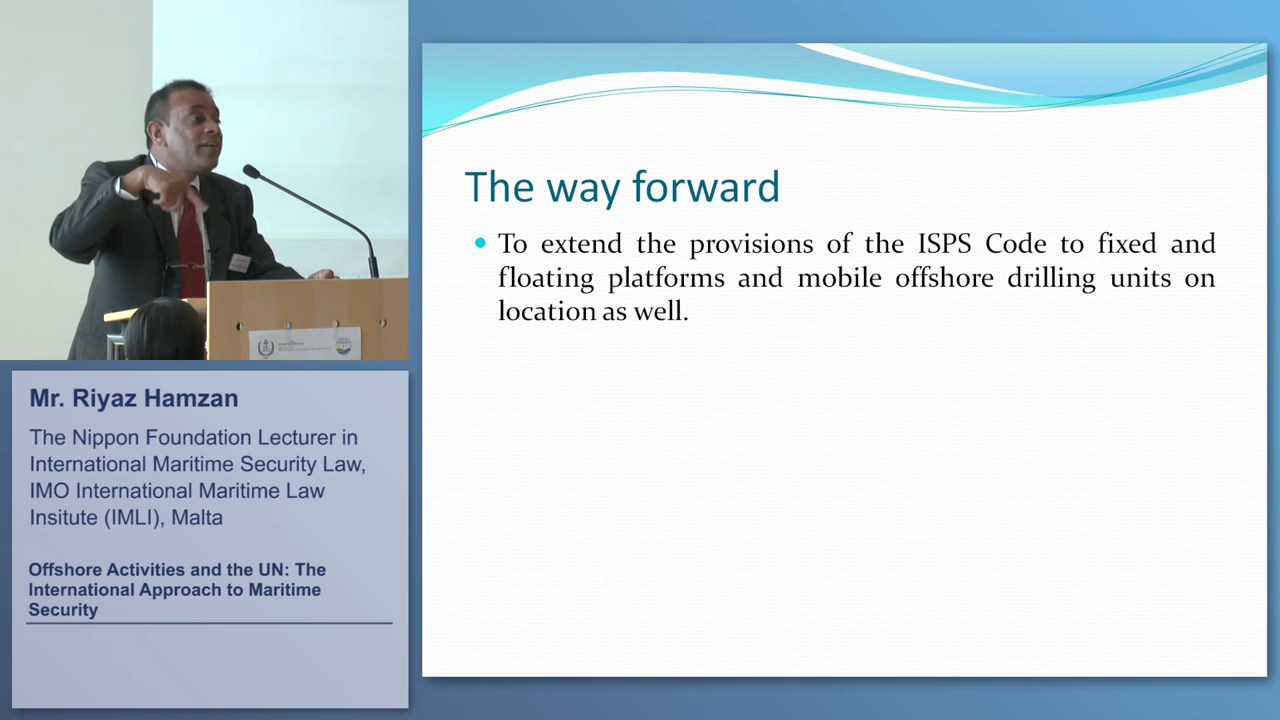 The way forward
To extend the provisions of the ISPS Code to fixed and
floating platforms and mobile offshore drilling units on
location as well.
Mr. Riyaz Hamzan
The Nippon Foundation Lecturer in
International Maritime Security Law,
IMO International Maritime Law
Insitute (IMLI), Malta
Offshore Activities and the UN: The
International Approach to Maritime
Security